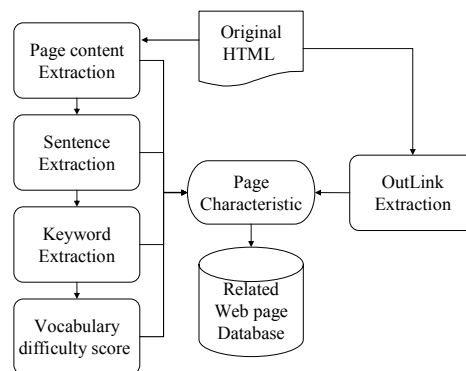 Original
HTML
Page content
Extraction
Sentence
Extraction
Keyword
Extraction
Vocabulary
difficulty score
Page
Characteristic
OutLink
Extraction
Related
Web page
Database